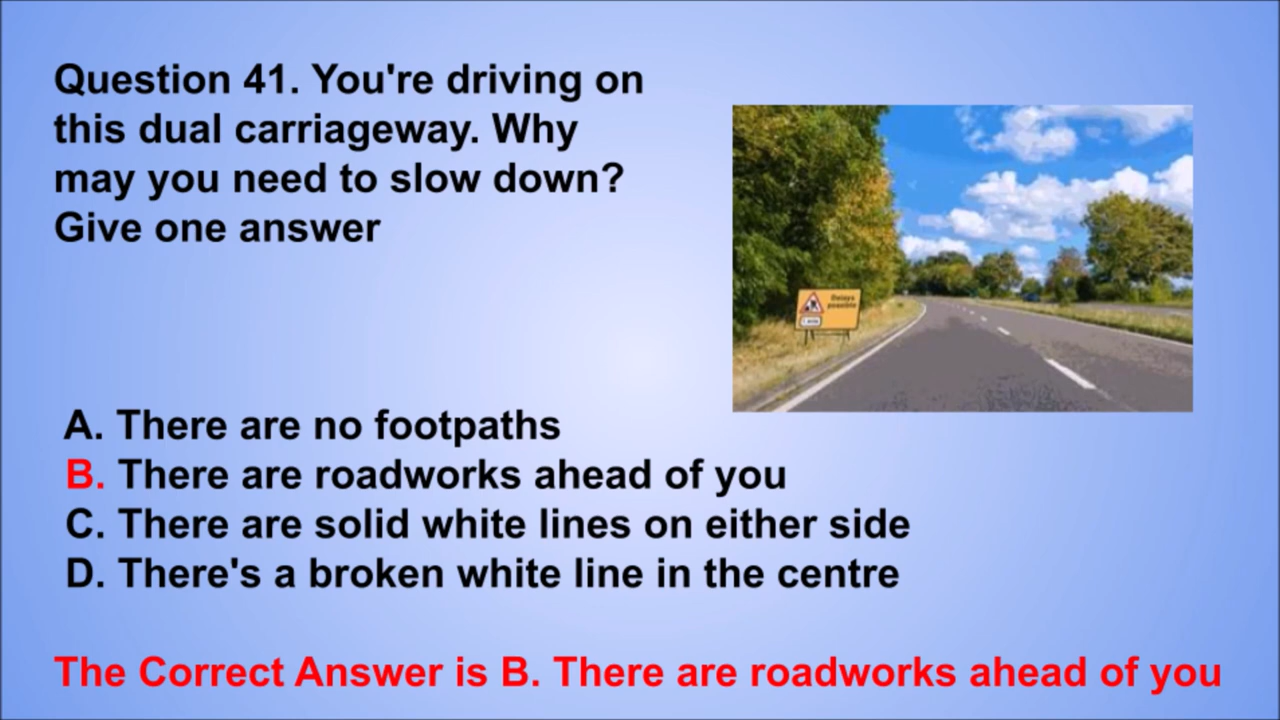 Question 41. You're driving on
this dual carriageway. Why
may you need to slow down?
Give one answer
Delays
possible
A. There are no footpaths
B. There are roadworks ahead of you
C. There are solid white lines on either side
D. There's a broken white line in the centre
The Correct Answer is B. There are roadworks ahead of you